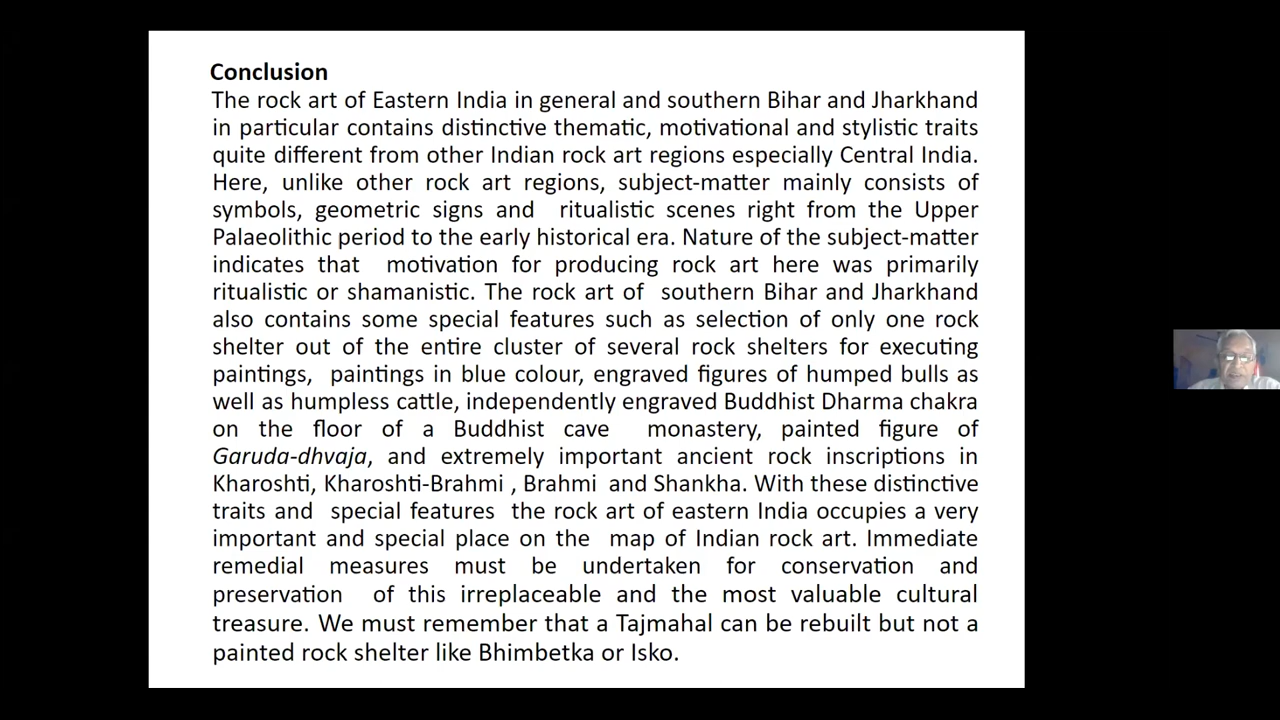 Conclusion
The rock art of Eastern India in general and southern Bihar and Jharkhand
in particular contains distinctive thematic, motivational and stylistic traits
quite different from other Indian rock art regions especially Central India.
Here, unlike other rock art regions, subject-matter mainly consists of
symbols, geometric signs and ritualistic scenes right from the Upper
Palaeolithic period to the early historical era. Nature of the subject-matter
indicates that motivation for producing rock art here was primarily
ritualistic or shamanistic. The rock art of southern Bihar and Jharkhand
also contains some special features such as selection of only one rock
shelter out of the entire cluster of several rock shelters for executing
paintings, paintings in blue colour, engraved figures of humped bulls as
well as humpless cattle, independently engraved Buddhist Dharma chakra
on the floor of a Buddhist cave monastery, painted figure of
Garuda-dhvaja, and extremely important ancient rock inscriptions in
Kharoshti, Kharoshti-Brahmi , Brahmi and Shankha. With these distinctive
traits and special features the rock art of eastern India occupies a very
important and special place on the map of Indian rock art. Immediate
remedial measures must be undertaken for conservation and
preservation of this irreplaceable and the most valuable cultural
treasure. We must remember that a Tajmahal can be rebuilt but not a
painted rock shelter like Bhimbetka or Isko.